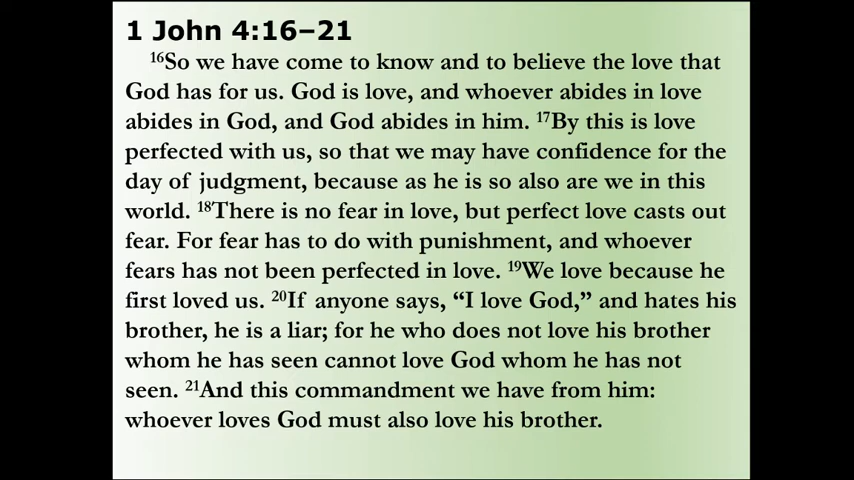 1 John 4:16–21
¹⁶So we have come to know and to believe the love that
God has for us. God is love, and whoever abides in love
abides in God, and God abides in him. ¹⁷By this is love
perfected with us, so that we may have confidence for the
day of judgment, because as he is so also are we in this
world. ¹⁸There is no fear in love, but perfect love casts out
fear. For fear has to do with punishment, and whoever
fears has not been perfected in love. ¹⁹We love because he
first loved us. ²⁰If anyone says, “I love God,” and hates his
brother, he is a liar; for he who does not love his brother
whom he has seen cannot love God whom he has not
seen. ²¹And this commandment we have from him:
whoever loves God must also love his brother.